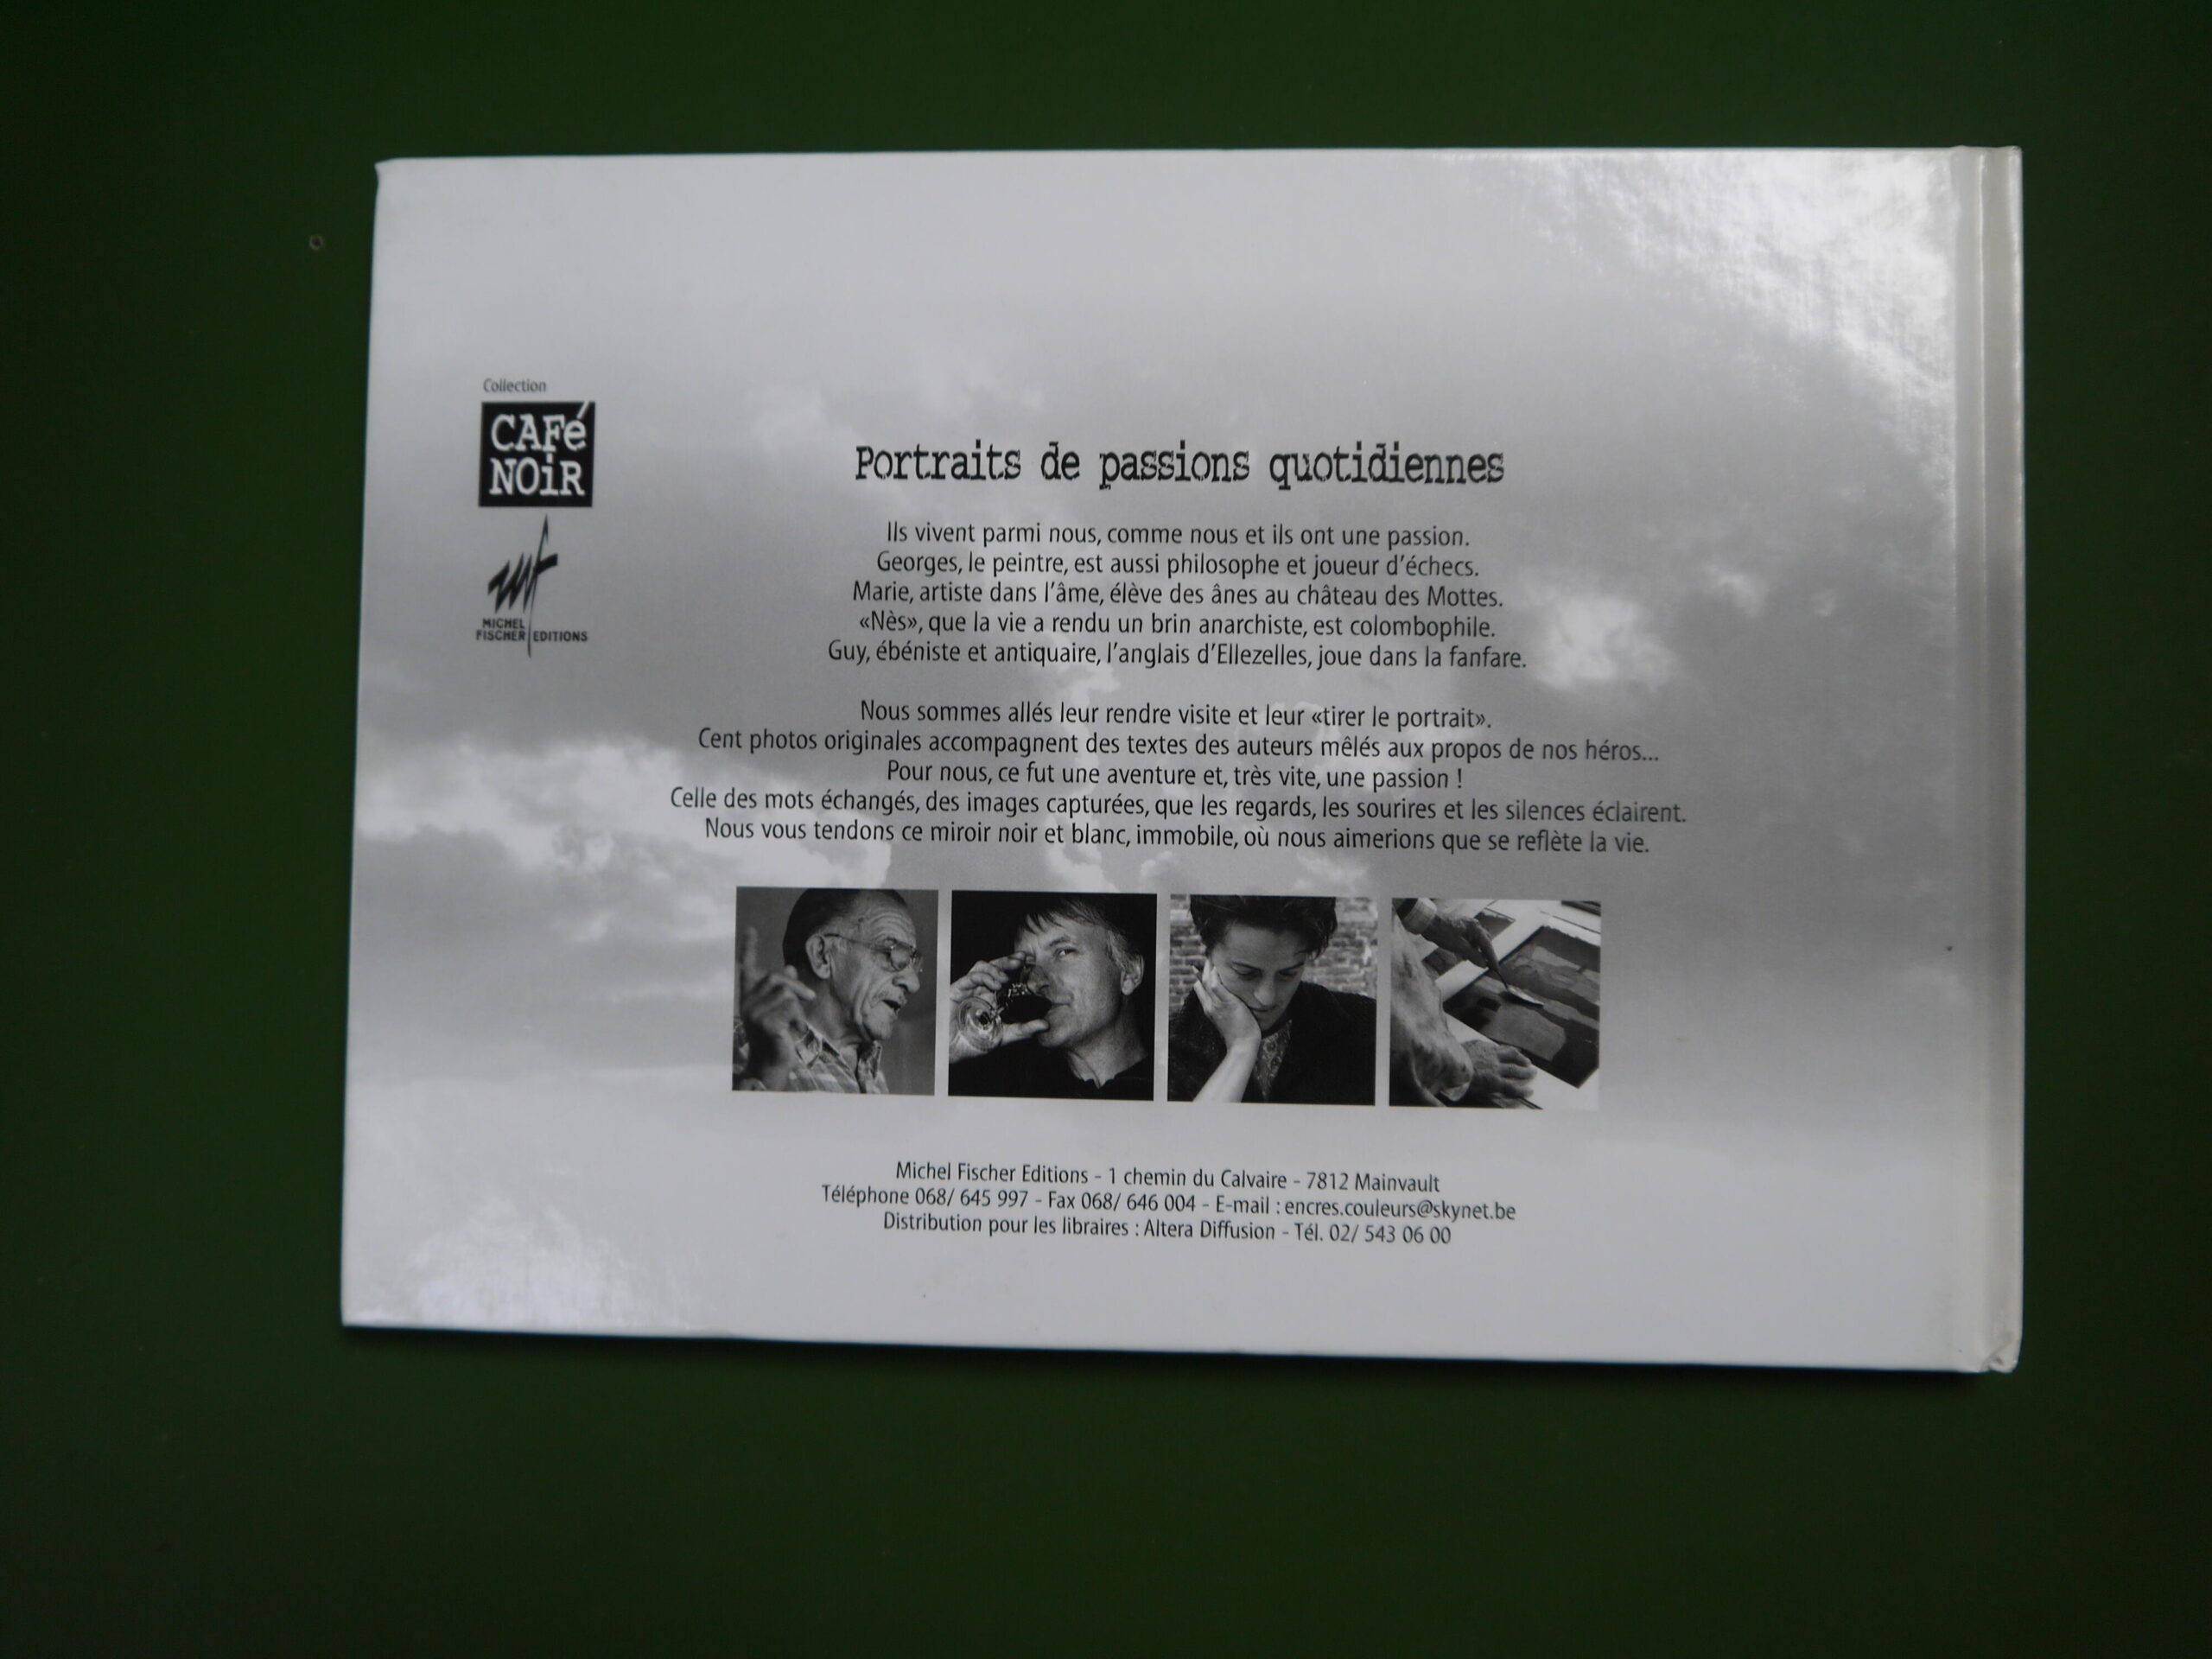 Collection
CAFé
NOiR
MICHEL
FISCHER EDITIONS
Portraits de passions quotidiennes
Ils vivent parmi nous, comme nous et ils ont une passion.
Georges, le peintre, est aussi philosophe et joueur d'échecs.
Marie, artiste dans l'âme, élève des ânes au château des Mottes.
«Nès», que la vie a rendu un brin anarchiste, est colombophile.
Guy, ébéniste et antiquaire, l'anglais d'Ellezelles, joue dans la fanfare.
Nous sommes allés leur rendre visite et leur «tirer le portrait».
Cent photos originales accompagnent des textes des auteurs mêlés aux propos de nos héros...
Pour nous, ce fut une aventure et, très vite, une passion !
Celle des mots échangés, des images capturées, que les regards, les sourires et les silences éclairent.
Nous vous tendons ce miroir noir et blanc, immobile, où nous aimerions que se reflète la vie.
Michel Fischer Editions - 1 chemin du Calvaire - 7812 Mainvault
Téléphone 068/ 645 997 - Fax 068/ 646 004 - E-mail : encres.couleurs@skynet.be
Distribution pour les libraires : Altera Diffusion - Tél. 02/ 543 06 00